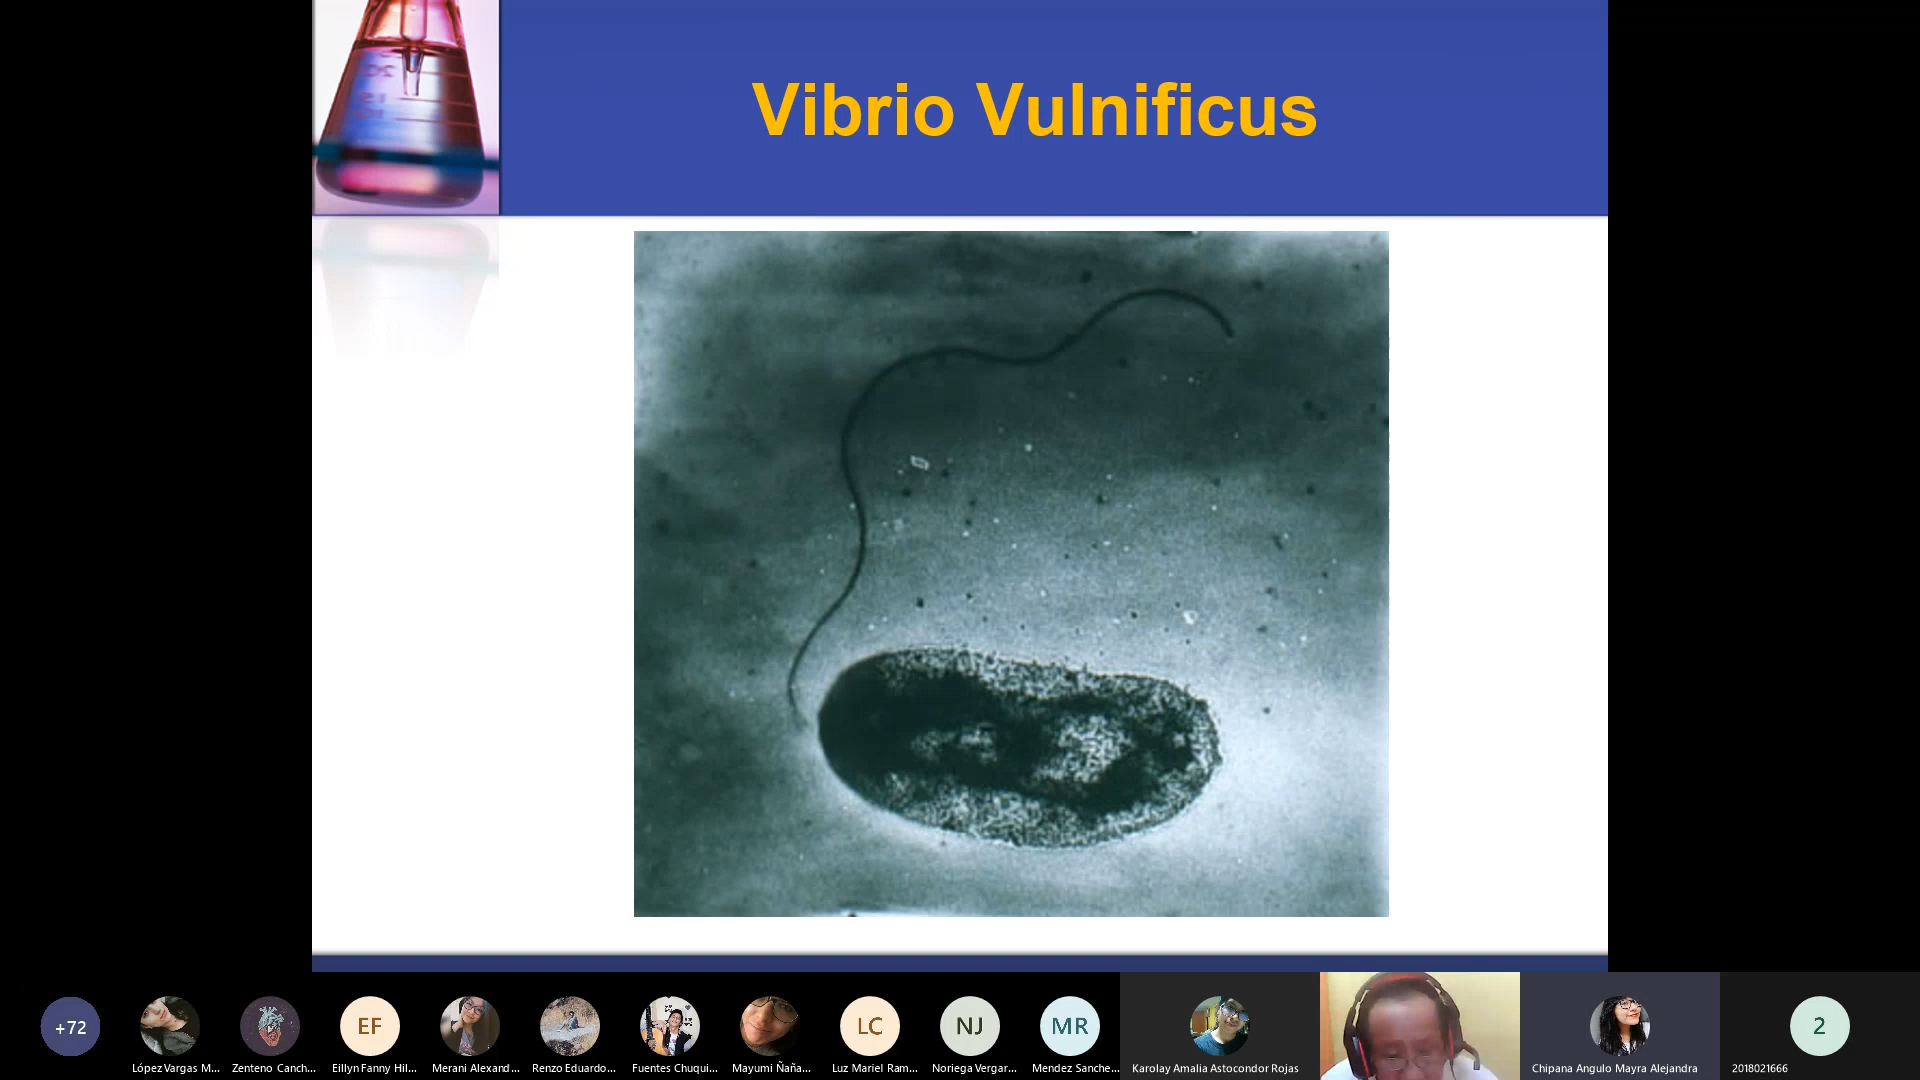 Vibrio Vulnificus
+72
López Vargas M...
Zenteno Canch...
EF
Eillyn Fanny Hil...
Merani Alexand...
Renzo Eduardo...
Fuentes Chuqui...
Mayumi Ñaña...
LC
Luz Mariel Ram...
NJ
Noriega Vergar...
MR
Mendez Sanche...
Karolay Amalia Astocondor Rojas
Chipana Angulo Mayra Alejandra
2
2018021666